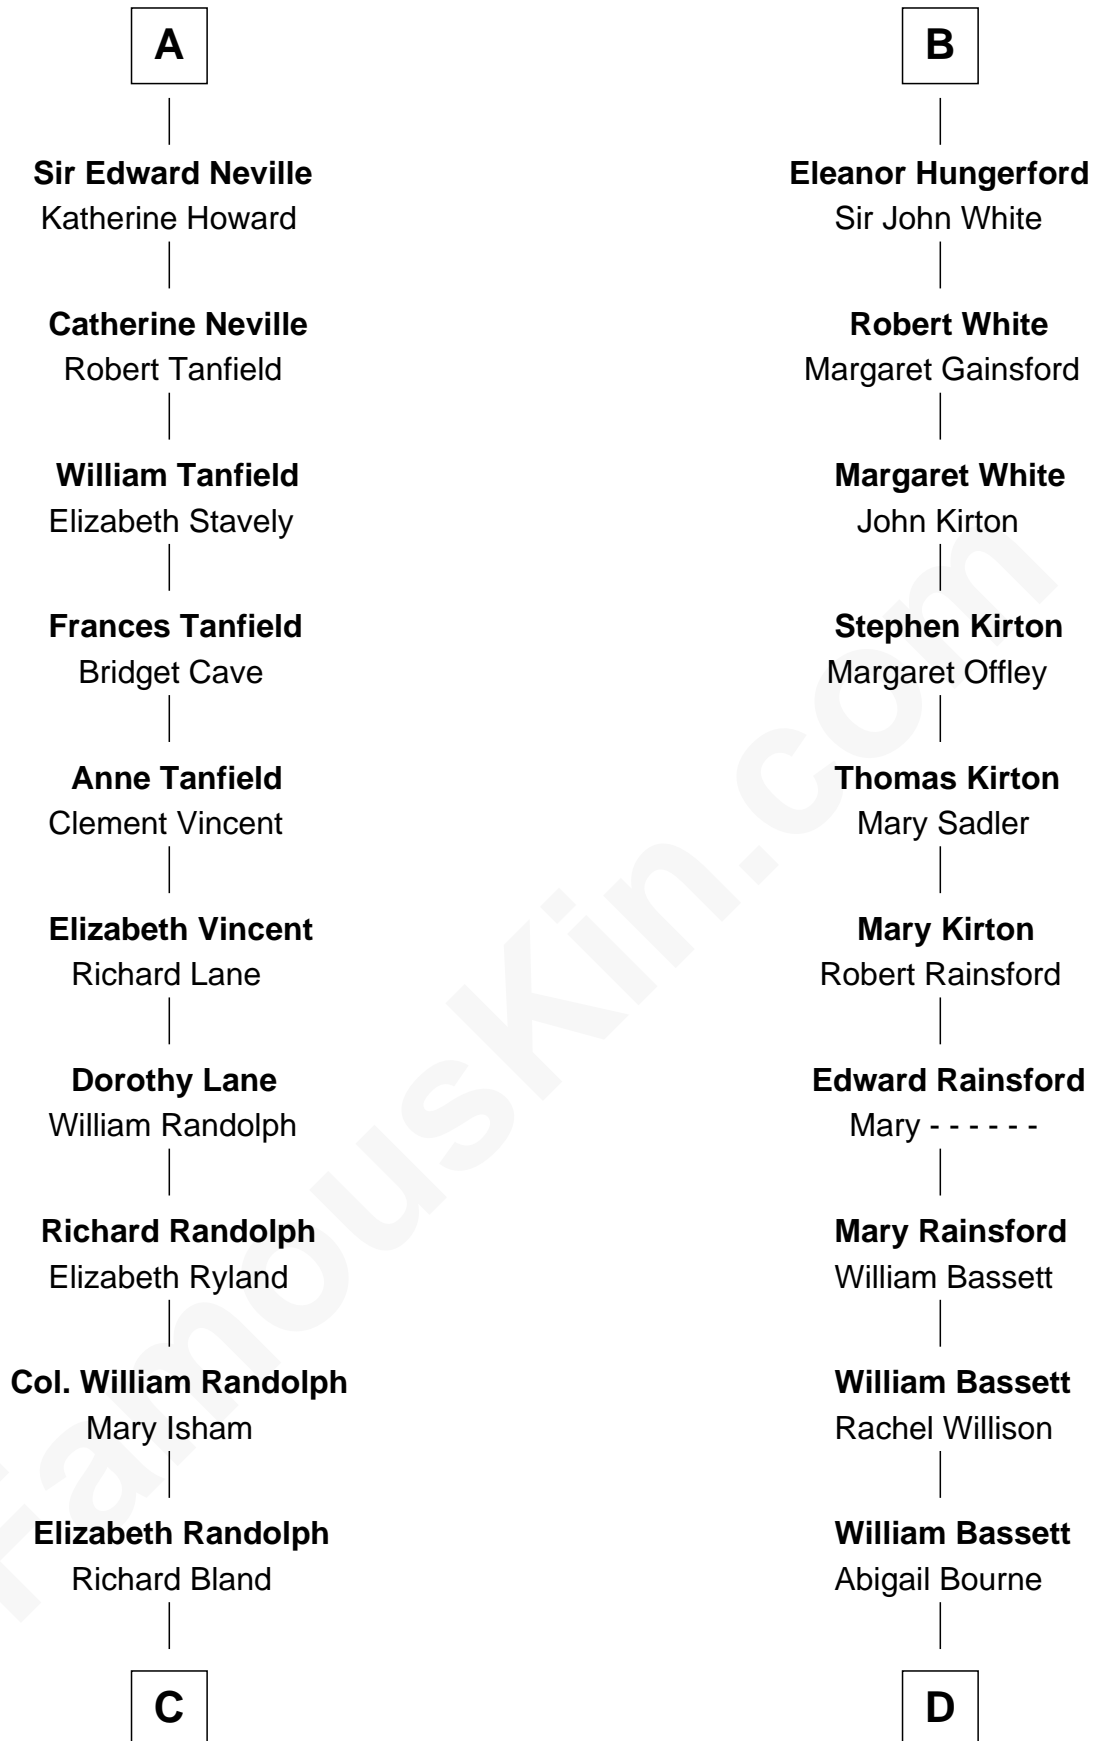 A
Sir Edward Neville
Katherine Howard
Catherine Neville
Robert Tanfield
William Tanfield
Elizabeth Stavely
Frances Tanfield
Bridget Cave
Anne Tanfield
Clement Vincent
Elizabeth Vincent
Richard Lane
Dorothy Lane
William Randolph
Richard Randolph
Elizabeth Ryland
Col. William Randolph
Mary Isham
Elizabeth Randolph
Richard Bland
C
B
Eleanor Hungerford
Sir John White
Robert White
Margaret Gainsford
Margaret White
John Kirton
Stephen Kirton
Margaret Offley
Thomas Kirton
Mary Sadler
Mary Kirton
Robert Rainsford
Edward Rainsford
Mary - - - - - -
Mary Rainsford
William Bassett
William Bassett
Rachel Willison
William Bassett
Abigail Bourne
D
FamousKin.com